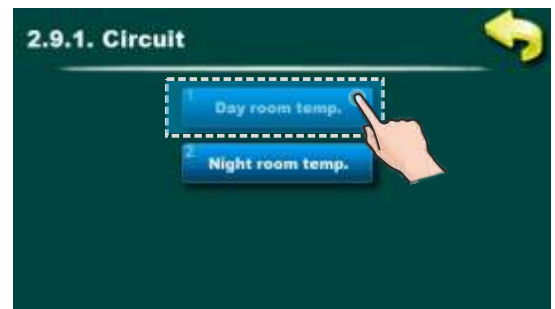 2.9.1. Circuit
1
Day room temp.
2
Night room temp.